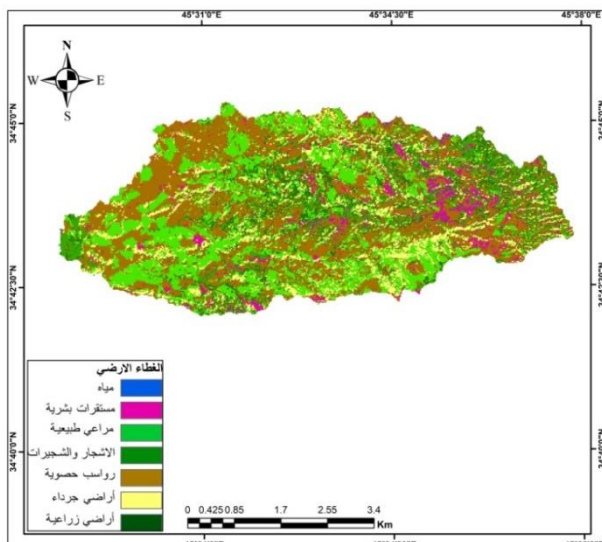 45°31'0"E 45°34'30"E 45°38'0"E
N
W E
S
34°45'0"N
34°42'30"N
34°40'0"N
الغطاء الارضي
مياه
مستقرات بشرية
مراعي طبيعية
الاشجار والشجيرات
رواسب حصوية
أراضي جرداء
أراضي زراعية
0 0.425 0.85 1.7 2.55 3.4
Km